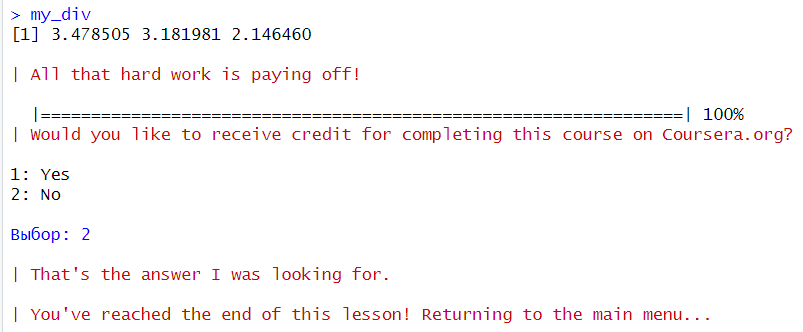 > my_div
[1] 3.478505 3.181981 2.146460
| All that hard work is paying off!
|================================================================| 100%
| Would you like to receive credit for completing this course on Coursera.org?
1: Yes
2: No
Выбор: 2
| That's the answer I was looking for.
| You've reached the end of this lesson! Returning to the main menu...